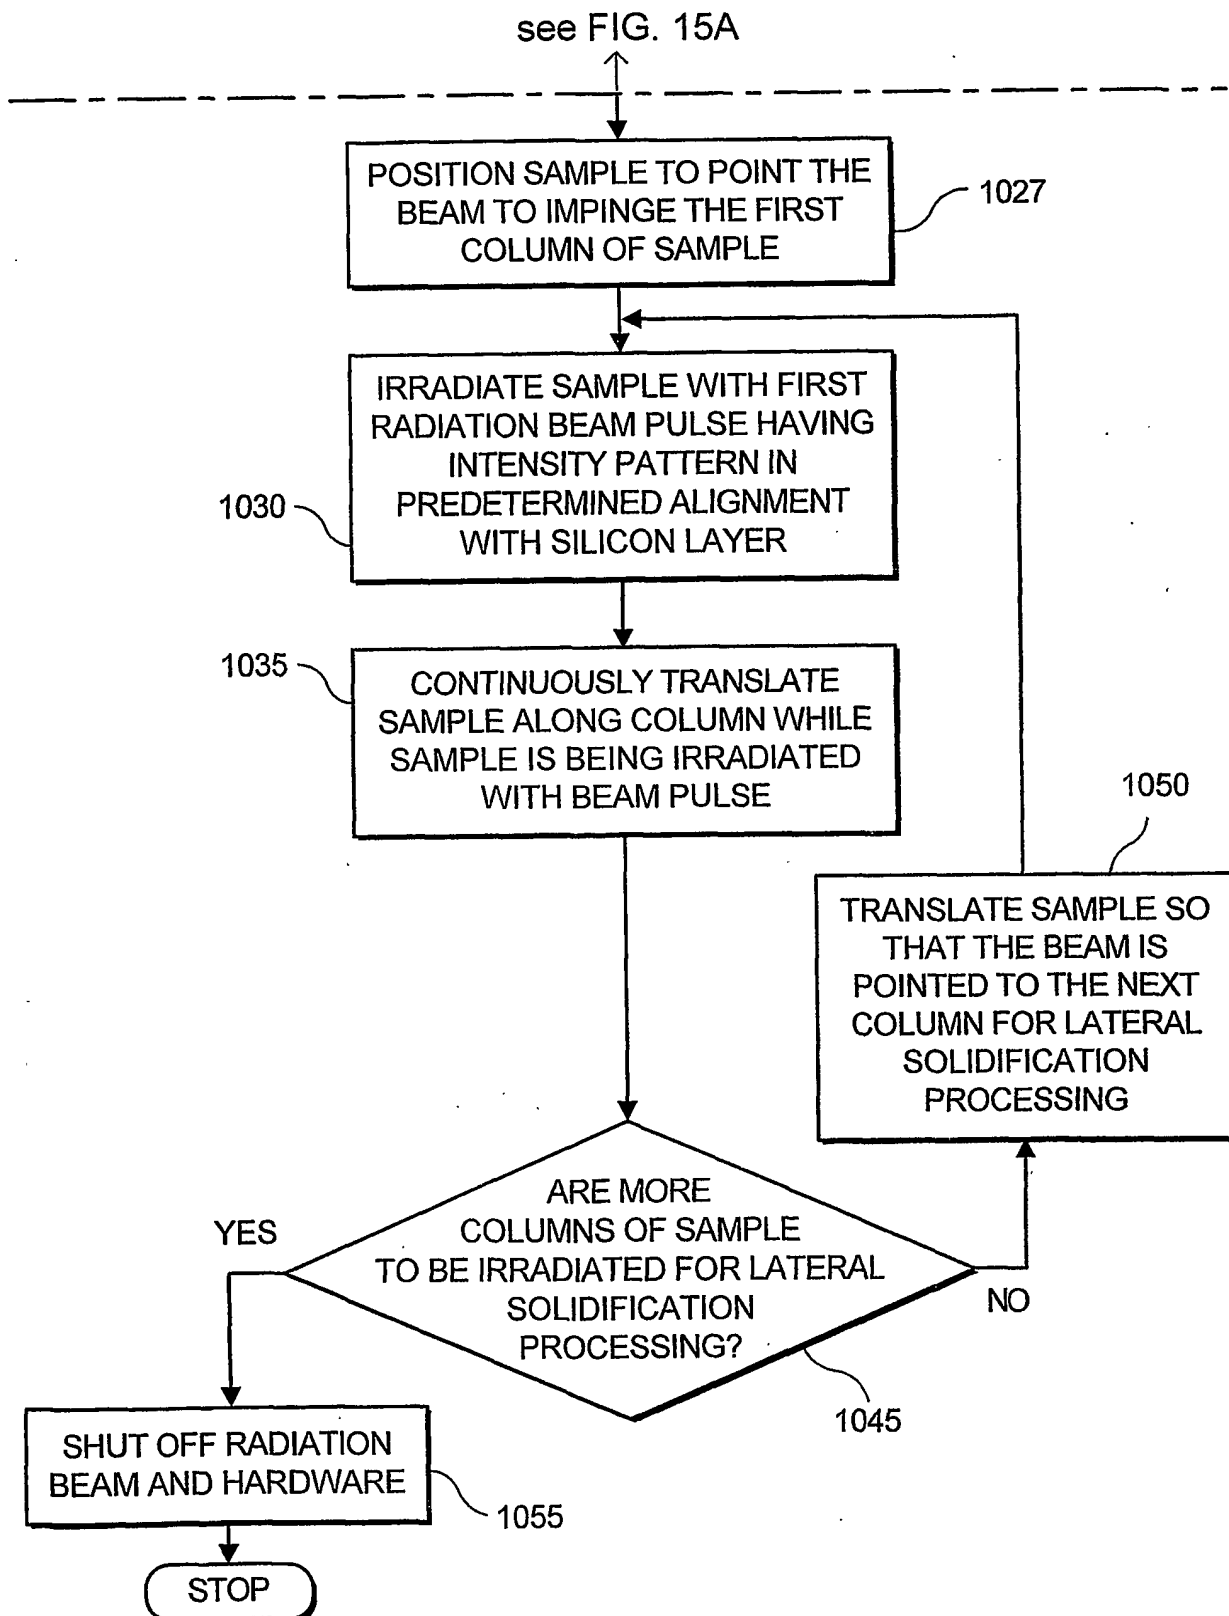 see FIG. 15A
POSITION SAMPLE TO POINT THE
BEAM TO IMPINGE THE FIRST
COLUMN OF SAMPLE
1027
IRRADIATE SAMPLE WITH FIRST
RADIATION BEAM PULSE HAVING
INTENSITY PATTERN IN
PREDETERMINED ALIGNMENT
WITH SILICON LAYER
1030
1035
CONTINUOUSLY TRANSLATE
SAMPLE ALONG COLUMN WHILE
SAMPLE IS BEING IRRADIATED
WITH BEAM PULSE
1050
TRANSLATE SAMPLE SO
THAT THE BEAM IS
POINTED TO THE NEXT
COLUMN FOR LATERAL
SOLIDIFICATION
PROCESSING
ARE MORE
COLUMNS OF SAMPLE
TO BE IRRADIATED FOR LATERAL
SOLIDIFICATION
PROCESSING?
YES
NO
1045
SHUT OFF RADIATION
BEAM AND HARDWARE
1055
STOP